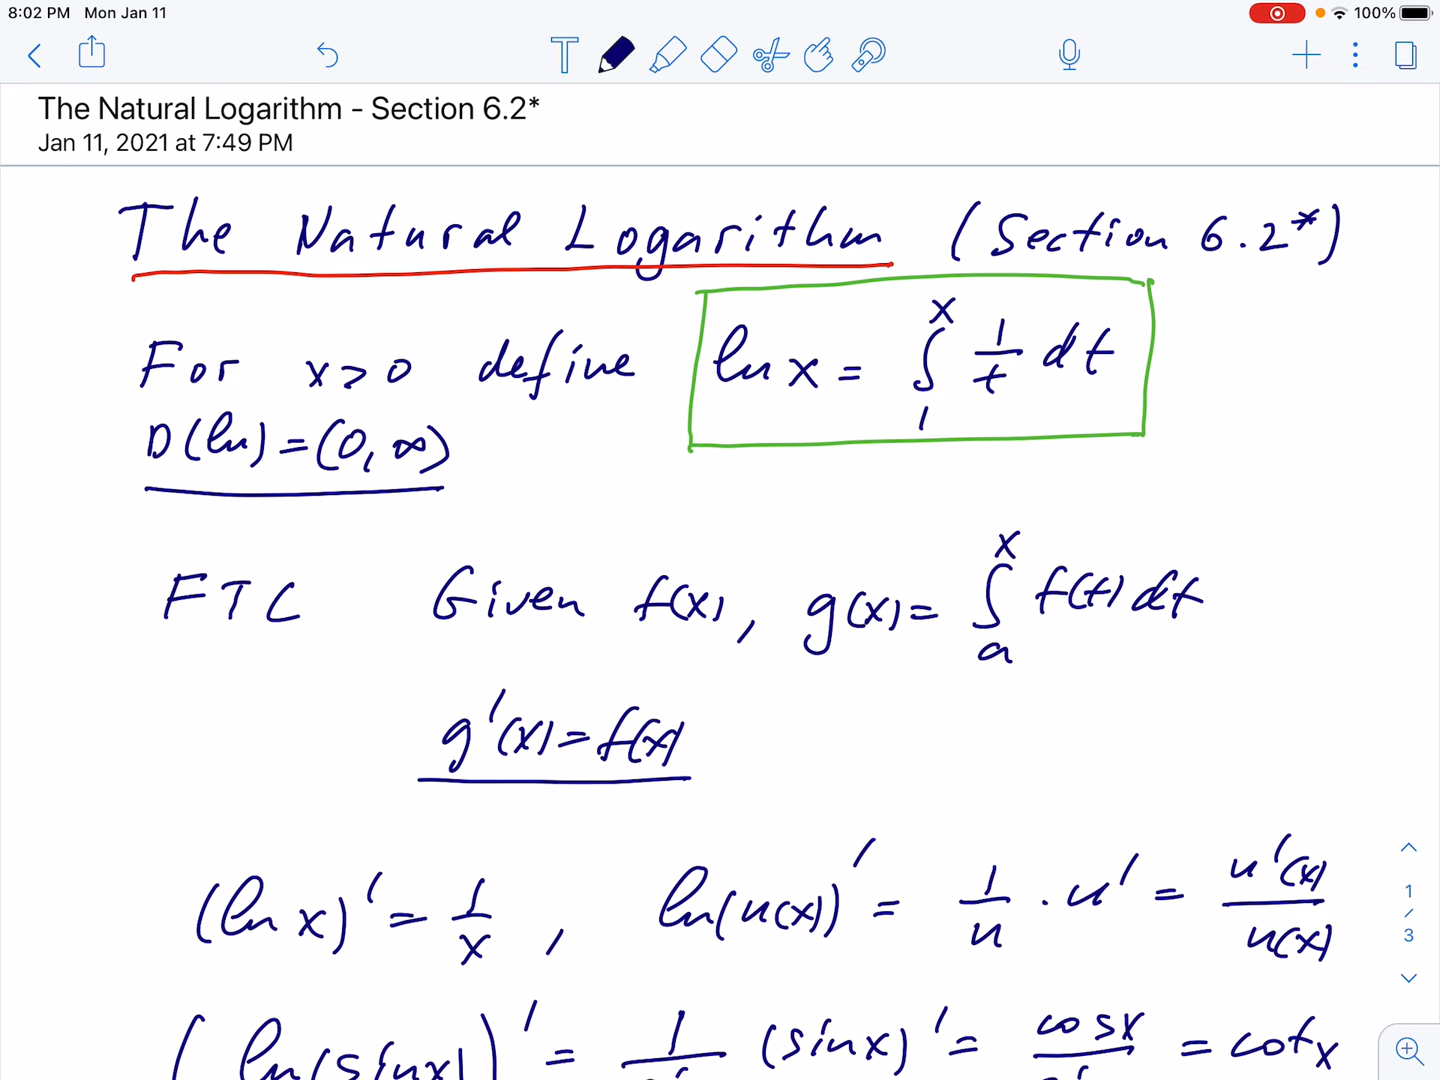 8:02 PM Mon Jan 11 100%
T
The Natural Logarithm - Section 6.2*
Jan 11, 2021 at 7:49 PM
The Natural Logarithm (Section 6.2*)
For x>0 define ln x = ∫₁ˣ 1/t dt
D(ln)=(0,∞)
FTC Given f(x), g(x)= ∫ₐˣ f(t)dt
g'(x)=f(x)
(ln x)' = 1/x , ln(u(x))' = 1/u · u' = u'(x)/u(x)
1/3
(ln(sinx))' = 1/ (sinx)' = cosx/ = cotx